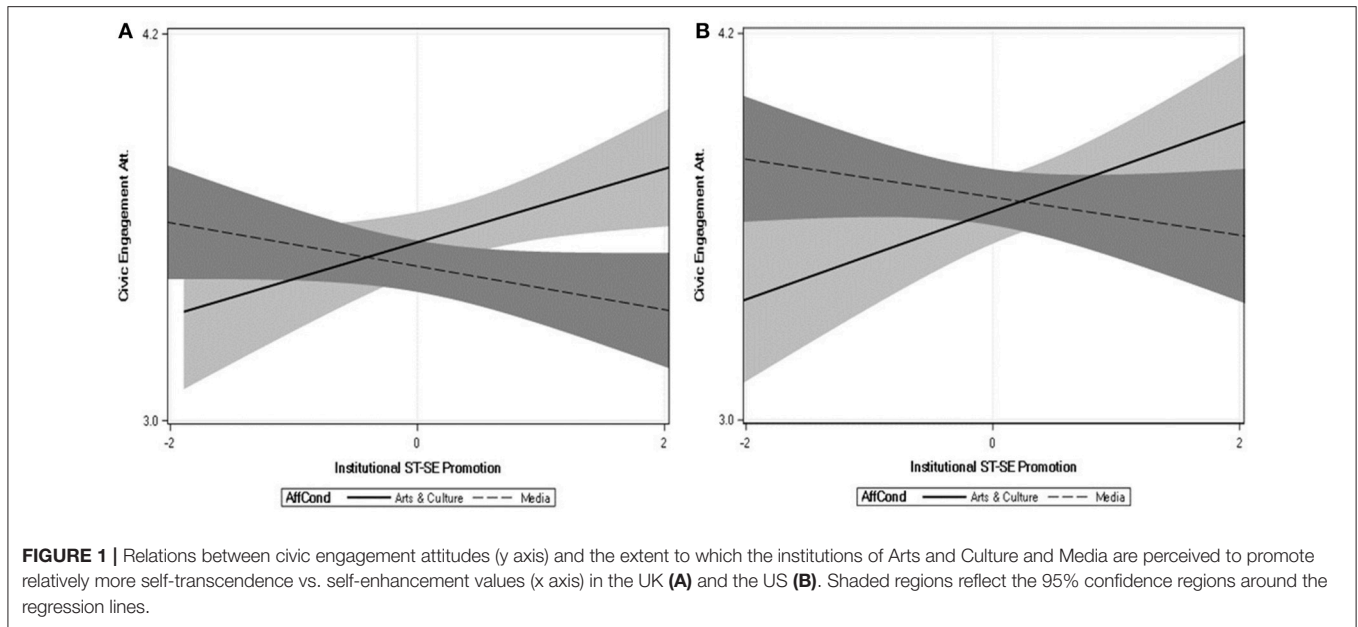 A
B
4.2
4.2
Civic Engagement Att.
Civic Engagement Att.
3.0
3.0
-2
0
2
-2
0
2
Institutional ST-SE Promotion
Institutional ST-SE Promotion
AffCond Arts & Culture Media
AffCond Arts & Culture Media
FIGURE 1 | Relations between civic engagement attitudes (y axis) and the extent to which the institutions of Arts and Culture and Media are perceived to promote
relatively more self-transcendence vs. self-enhancement values (x axis) in the UK (A) and the US (B). Shaded regions reflect the 95% confidence regions around the
regression lines.